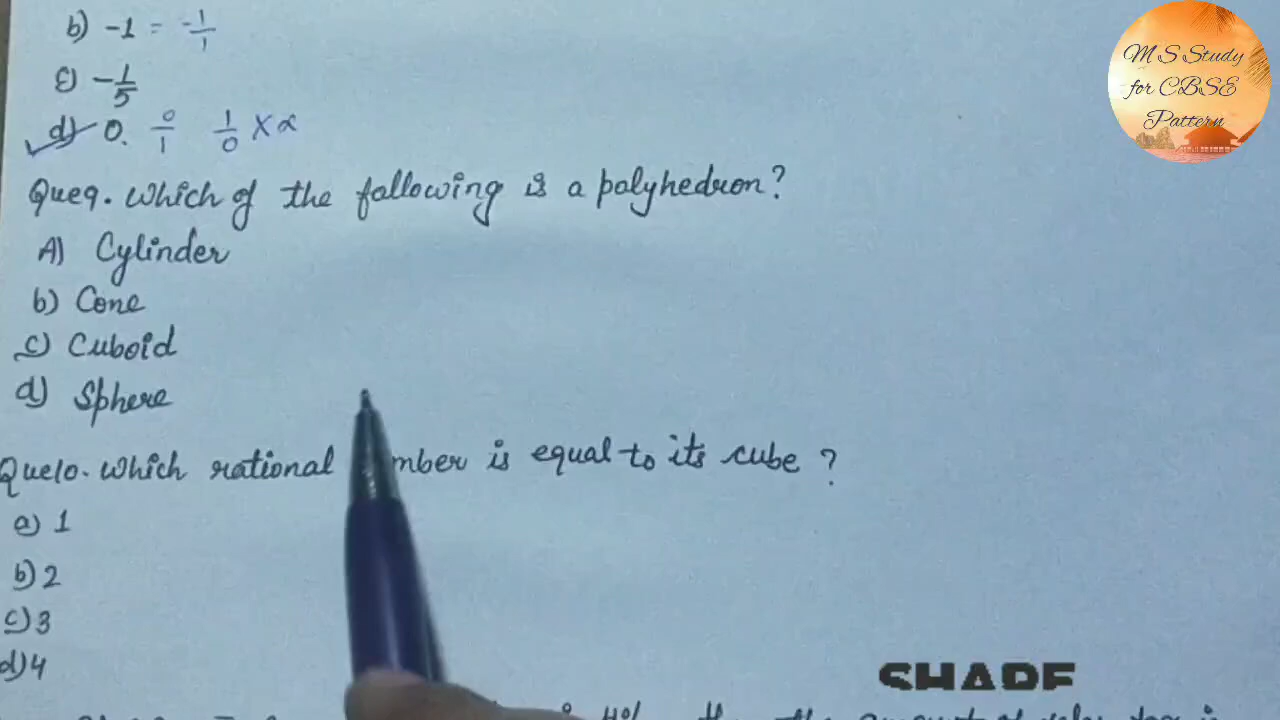 b) -1 = -1/1
c) -1/5
d) 0. 0/1 1/0 X ∝
M S Study
for CBSE
Pattern
Que9. Which of the following is a polyhedron?
A) Cylinder
b) Cone
c) Cuboid
d) Sphere
Que10. Which rational mber is equal to its cube ?
a) 1
b) 2
c) 3
d) 4
SHARE